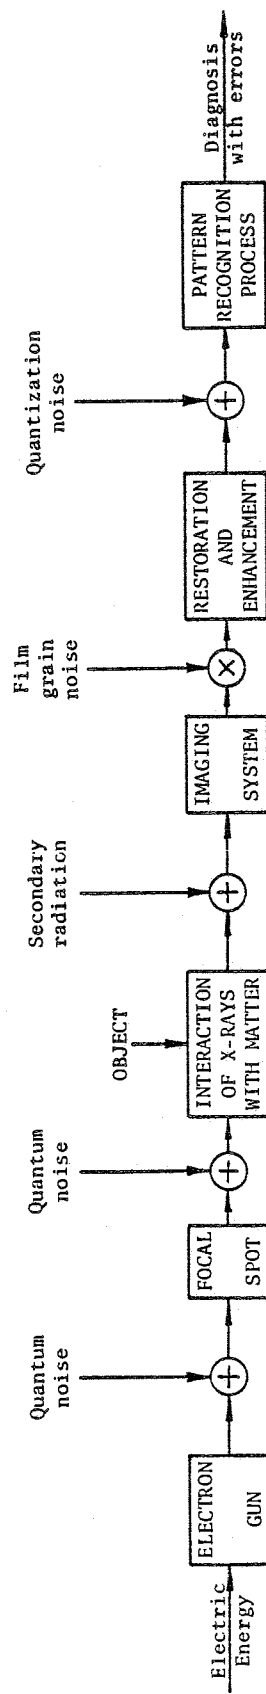 Electric
Energy
ELECTRON
GUN
Quantum
noise
+
FOCAL
SPOT
Quantum
noise
+
OBJECT
INTERACTION
OF X-RAYS
WITH MATTER
Secondary
radiation
+
IMAGING
SYSTEM
Film
grain
noise
×
RESTORATION
AND
ENHANCEMENT
Quantization
noise
+
PATTERN
RECOGNITION
PROCESS
Diagnosis
with errors